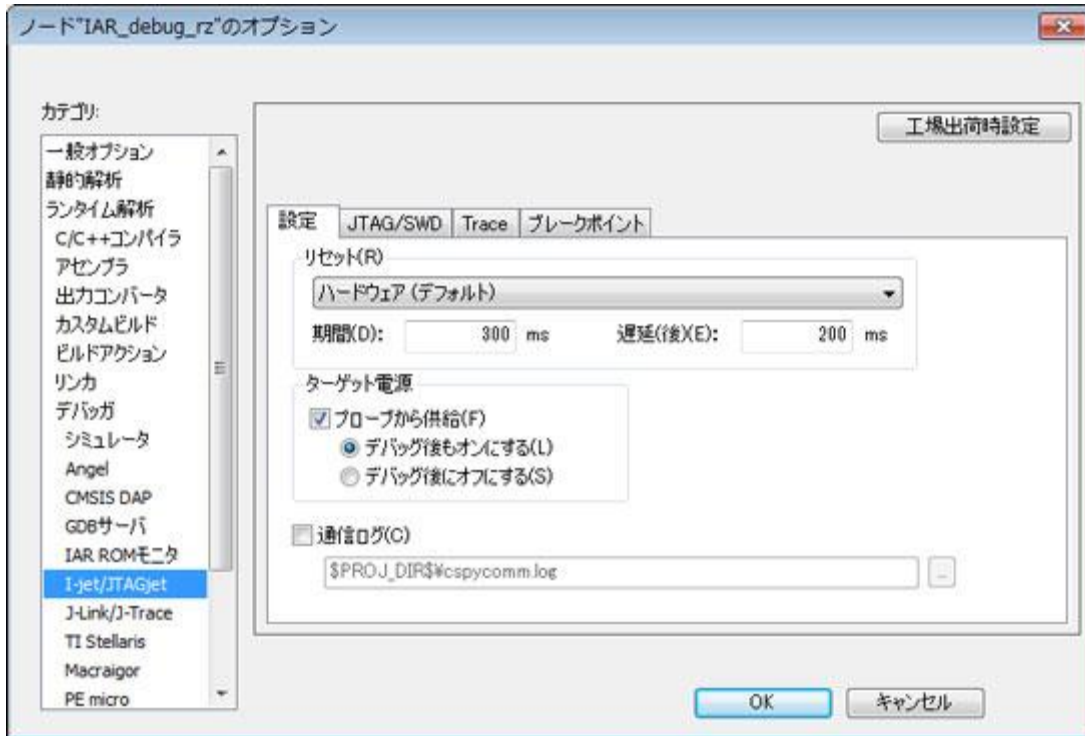 ノード"IAR_debug_rz"のオプション
カテゴリ:
一般オプション
静的解析
ランタイム解析
C/C++コンパイラ
アセンブラ
出力コンバータ
カスタムビルド
ビルドアクション
リンカ
デバッガ
シミュレータ
Angel
CMSIS DAP
GDBサーバ
IAR ROMモニタ
I-jet/JTAGjet
J-Link/J-Trace
TI Stellaris
Macraigor
PE micro
工場出荷時設定
設定 JTAG/SWD Trace ブレークポイント
リセット(R)
ハードウェア (デフォルト)
期間(D): 300 ms 遅延(後)(E): 200 ms
ターゲット電源
プローブから供給(F)
デバッグ後もオンにする(L)
デバッグ後にオフにする(S)
通信ログ(C)
$PROJ_DIR$¥cspycomm.log
...
OK キャンセル